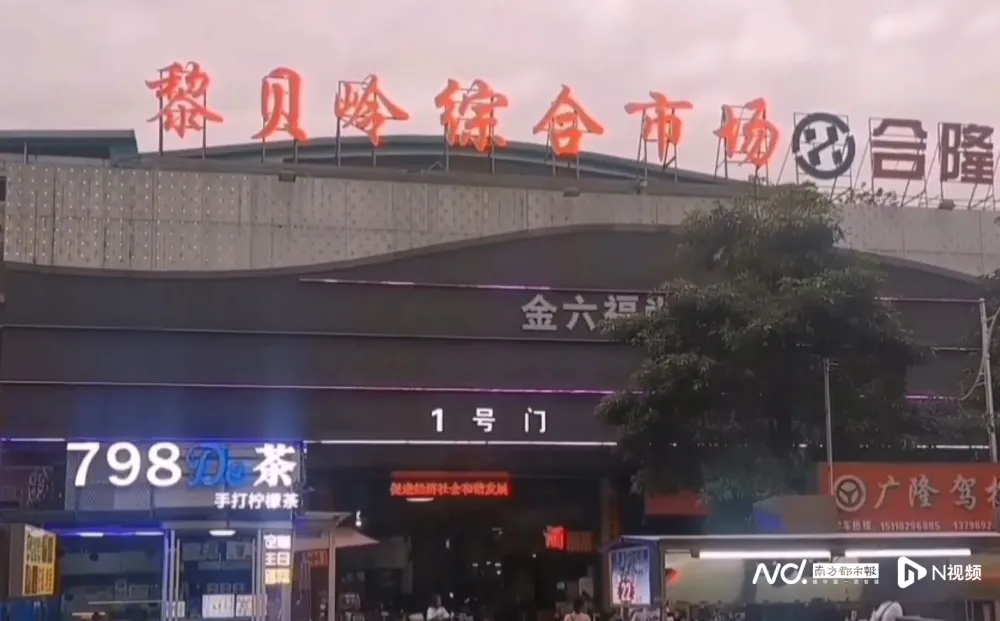 黎贝岭综合市场 合隆
金六福
1号门
798 De 茶
手打柠檬茶
促进经济社会和谐发展
广隆驾校
南方都市报
N视频